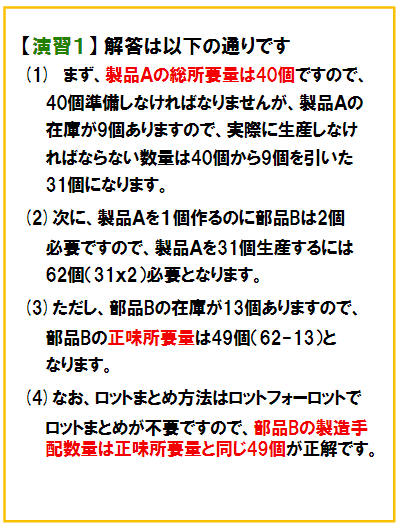 【演習1】解答は以下の通りです
(1) まず、製品Aの総所要量は40個ですので、
40個準備しなければなりませんが、製品Aの
在庫が9個ありますので、実際に生産しなけ
ればならない数量は40個から9個を引いた
31個になります。
(2)次に、製品Aを1個作るのに部品Bは2個
必要ですので、製品Aを31個生産するには
62個(31x2)必要となります。
(3)ただし、部品Bの在庫が13個ありますので、
部品Bの正味所要量は49個(62-13)と
なります。
(4)なお、ロットまとめ方法はロットフォーロットで
ロットまとめが不要ですので、部品Bの製造手
配数量は正味所要量と同じ49個が正解です。